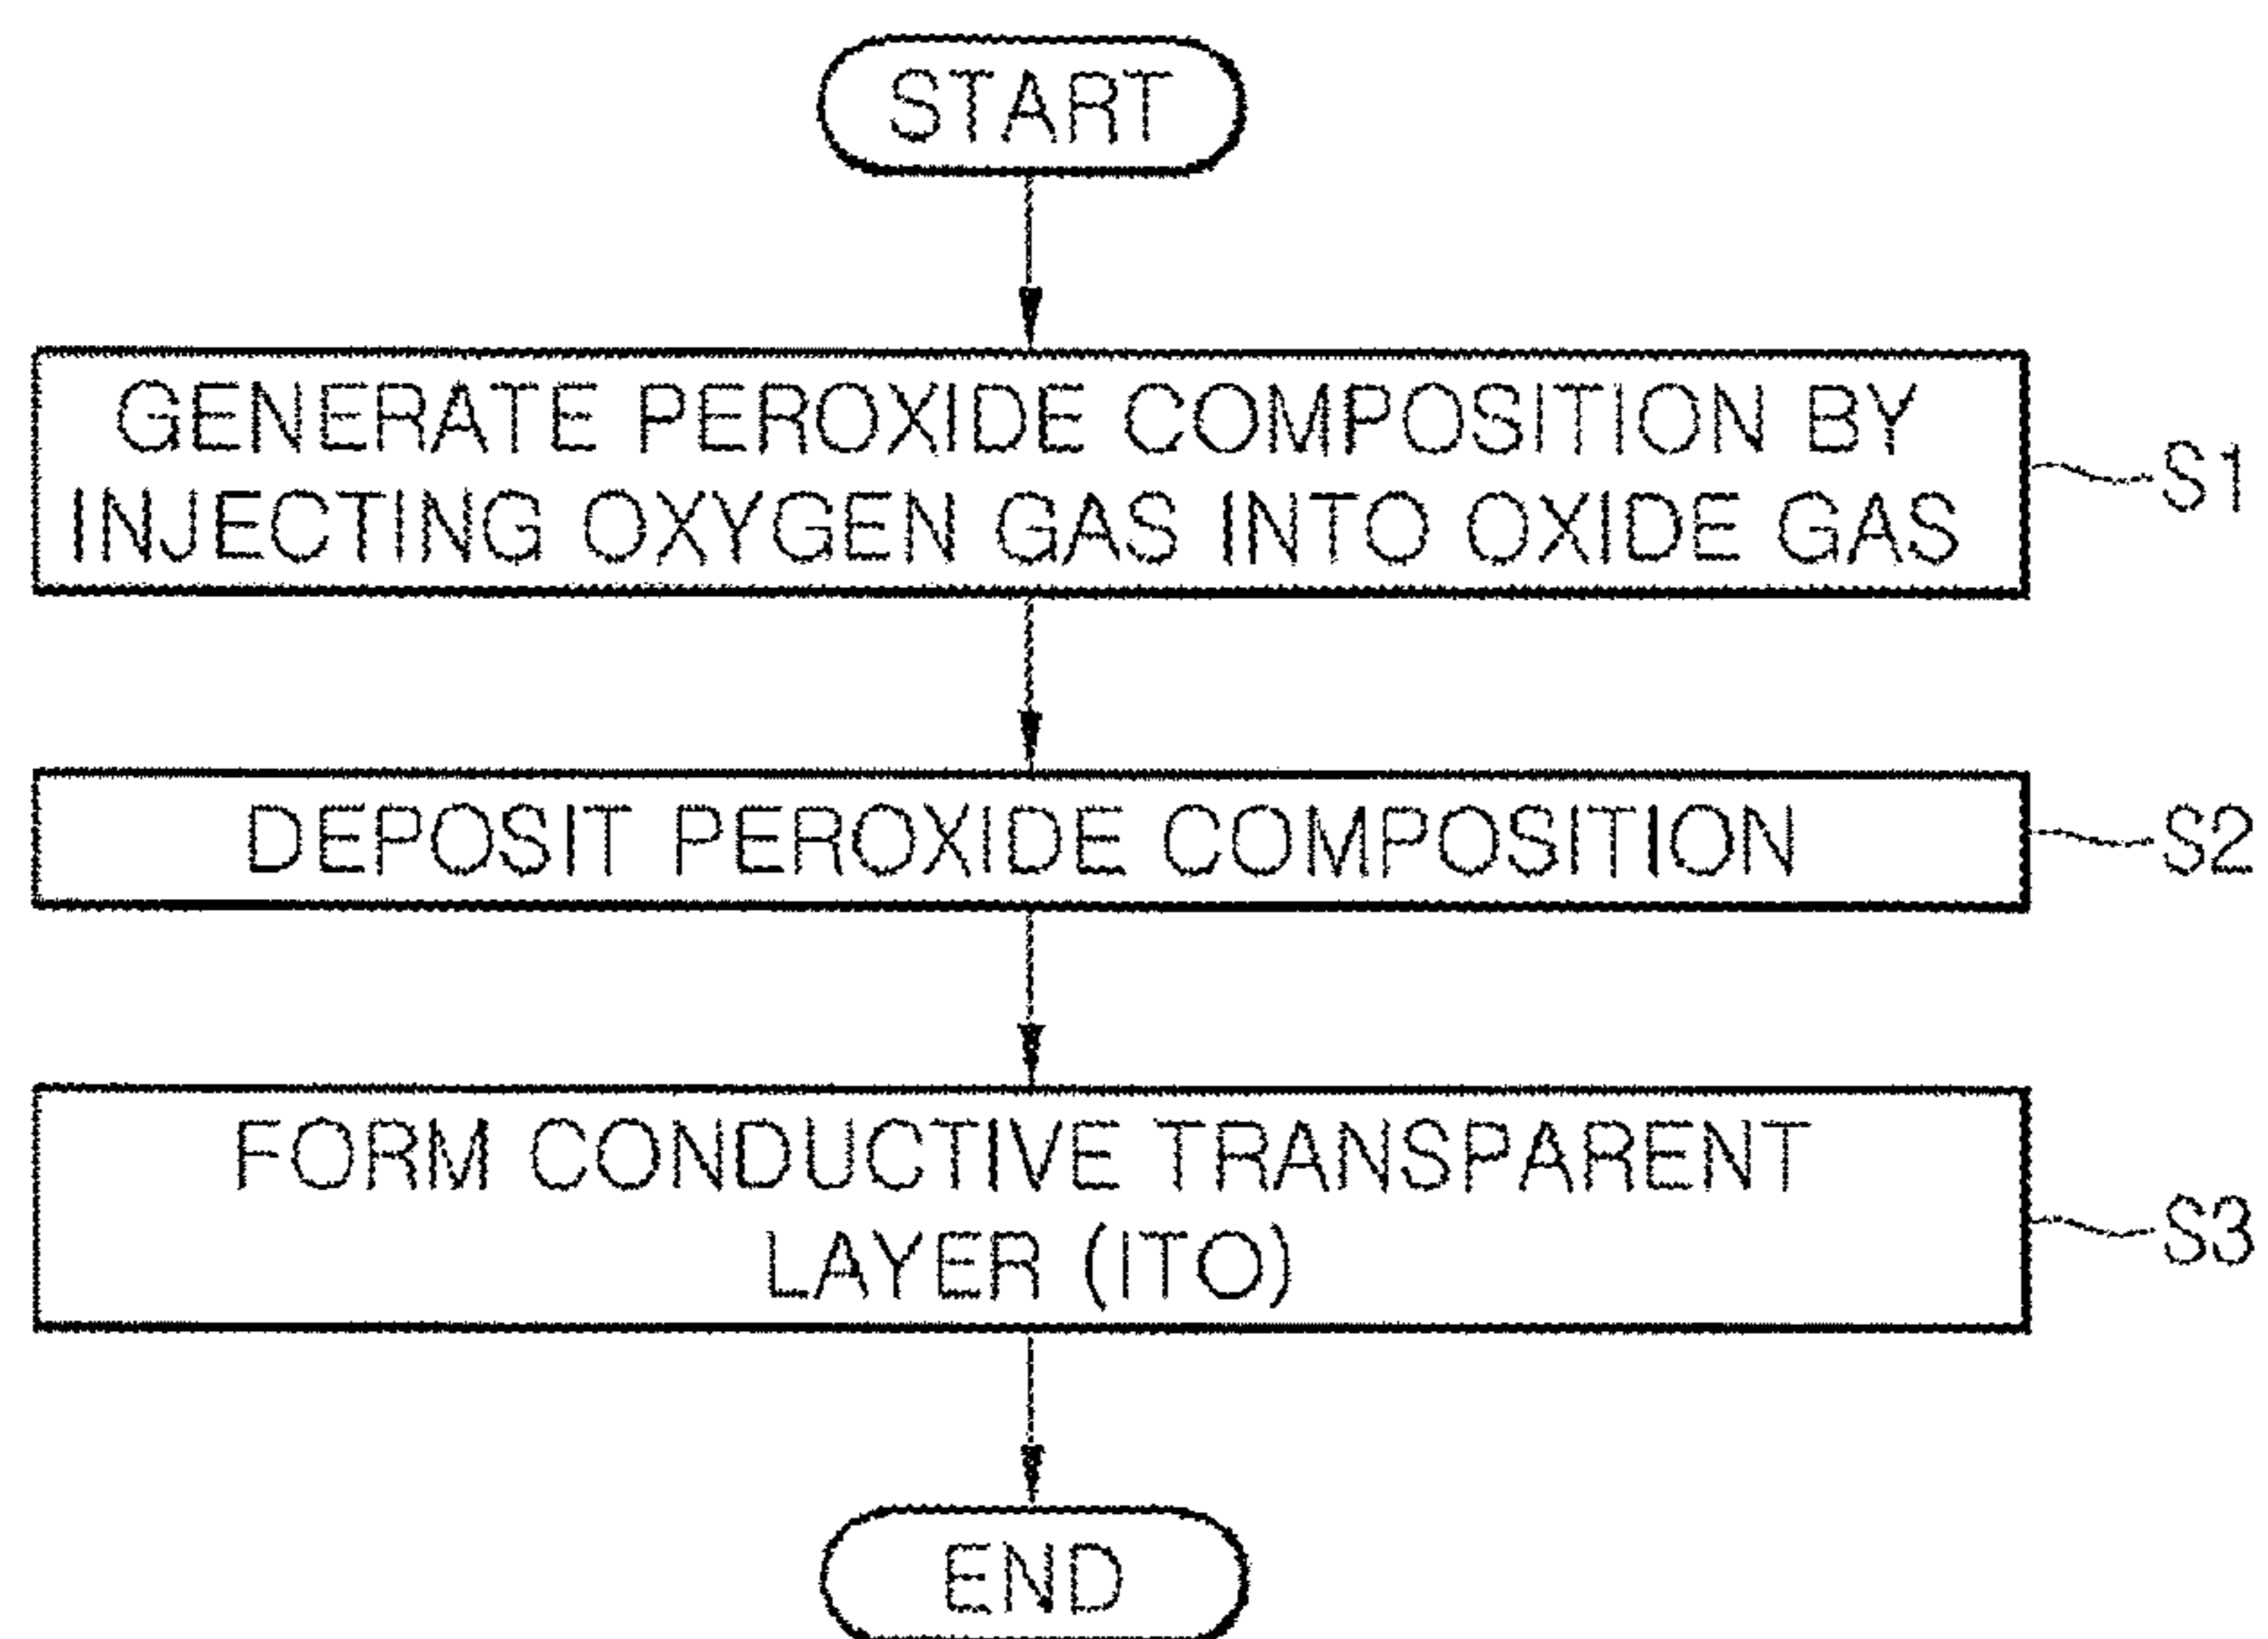 START
GENERATE PEROXIDE COMPOSITION BY
INJECTING OXYGEN GAS INTO OXIDE GAS
S1
DEPOSIT PEROXIDE COMPOSITION
S2
FORM CONDUCTIVE TRANSPARENT
LAYER (ITO)
S3
END